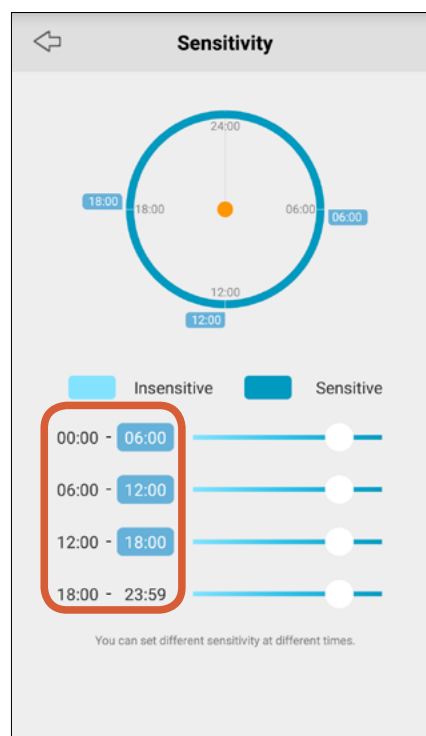 Sensitivity
24:00
18:00
18:00
06:00
06:00
12:00
12:00
Insensitive
Sensitive
00:00 - 06:00
06:00 - 12:00
12:00 - 18:00
18:00 - 23:59
You can set different sensitivity at different times.